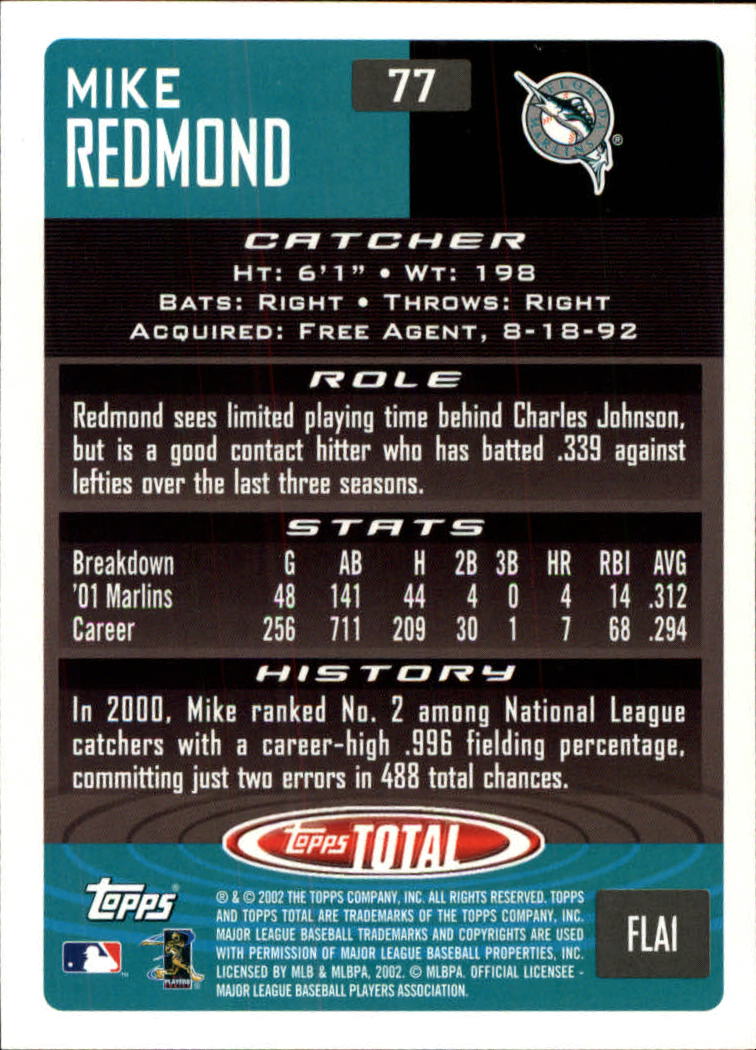 MIKE
REDMOND
77
FLORIDA
MARLINS
®
CATCHER
HT: 6'1" • WT: 198
BATS: RIGHT • THROWS: RIGHT
ACQUIRED: FREE AGENT, 8-18-92
ROLE
Redmond sees limited playing time behind Charles Johnson,
but is a good contact hitter who has batted .339 against
lefties over the last three seasons.
STATS
Breakdown G AB H 2B 3B HR RBI AVG
'01 Marlins 48 141 44 4 0 4 14 .312
Career 256 711 209 30 1 7 68 .294
HISTORY
In 2000, Mike ranked No. 2 among National League
catchers with a career-high .996 fielding percentage,
committing just two errors in 488 total chances.
Topps TOTAL
Topps®
® & © 2002 THE TOPPS COMPANY, INC. ALL RIGHTS RESERVED. TOPPS
AND TOPPS TOTAL ARE TRADEMARKS OF THE TOPPS COMPANY, INC.
MAJOR LEAGUE BASEBALL TRADEMARKS AND COPYRIGHTS ARE USED
WITH PERMISSION OF MAJOR LEAGUE BASEBALL PROPERTIES, INC.
LICENSED BY MLB & MLBPA, 2002. © MLBPA. OFFICIAL LICENSEE -
MAJOR LEAGUE BASEBALL PLAYERS ASSOCIATION.
FLA1
PLAYERS